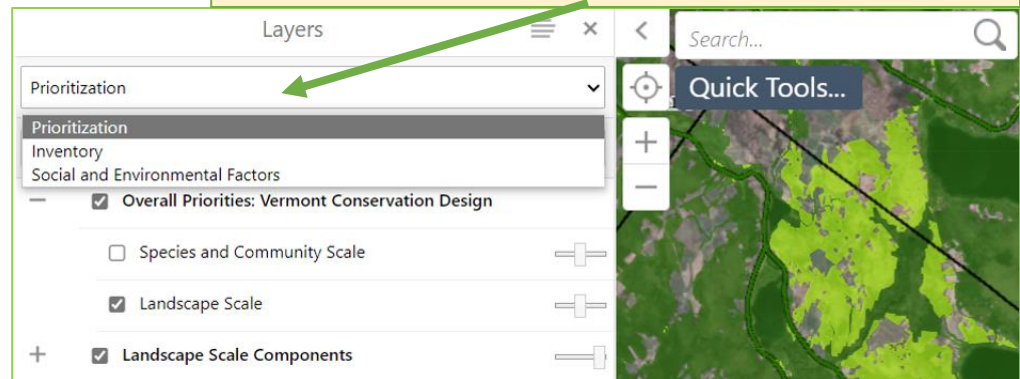 Layers
Search...
Prioritization
Quick Tools...
Prioritization
Inventory
Social and Environmental Factors
Overall Priorities: Vermont Conservation Design
Species and Community Scale
Landscape Scale
Landscape Scale Components